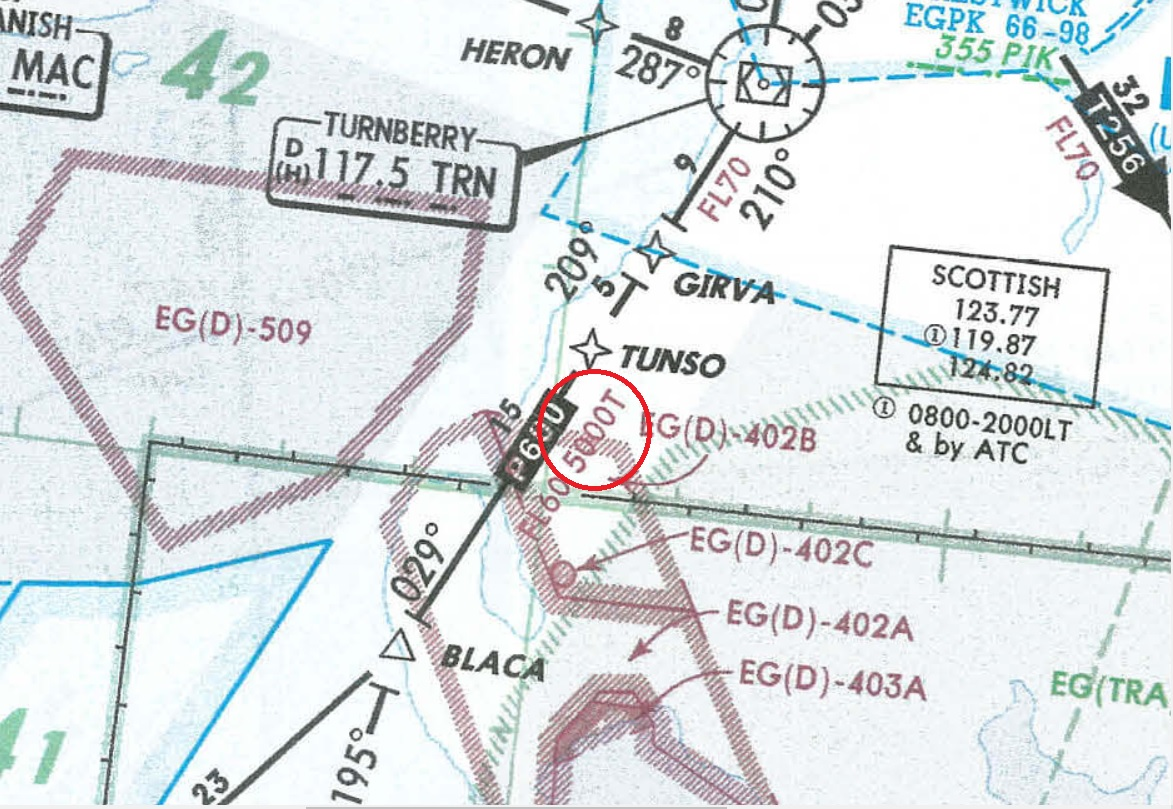 ANISH
MAC
42
HERON
8
287°
EGPK 66-98
355 PIK
32
T256
FL70
TURNBERRY
D
(H) 117.5 TRN
9
FL70
210°
209°
5
GIRVA
TUNSO
SCOTTISH
123.77
ⓘ119.87
124.82
ⓘ 0800-2000LT
& by ATC
EG(D)-509
15
P600
5000T
FL60
EG(D)-402B
EG(D)-402C
029°
EG(D)-402A
BLACA
EG(D)-403A
EG(TRA
41
195°
23